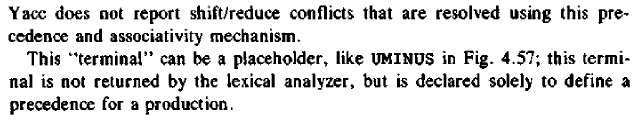 Yacc does not report shift/reduce conflicts that are resolved using this pre-
cedence and associativity mechanism.
This "terminal" can be a placeholder, like UMINUS in Fig. 4.57; this termi-
nal is not returned by the lexical analyzer, but is declared solely to define a
precedence for a production.